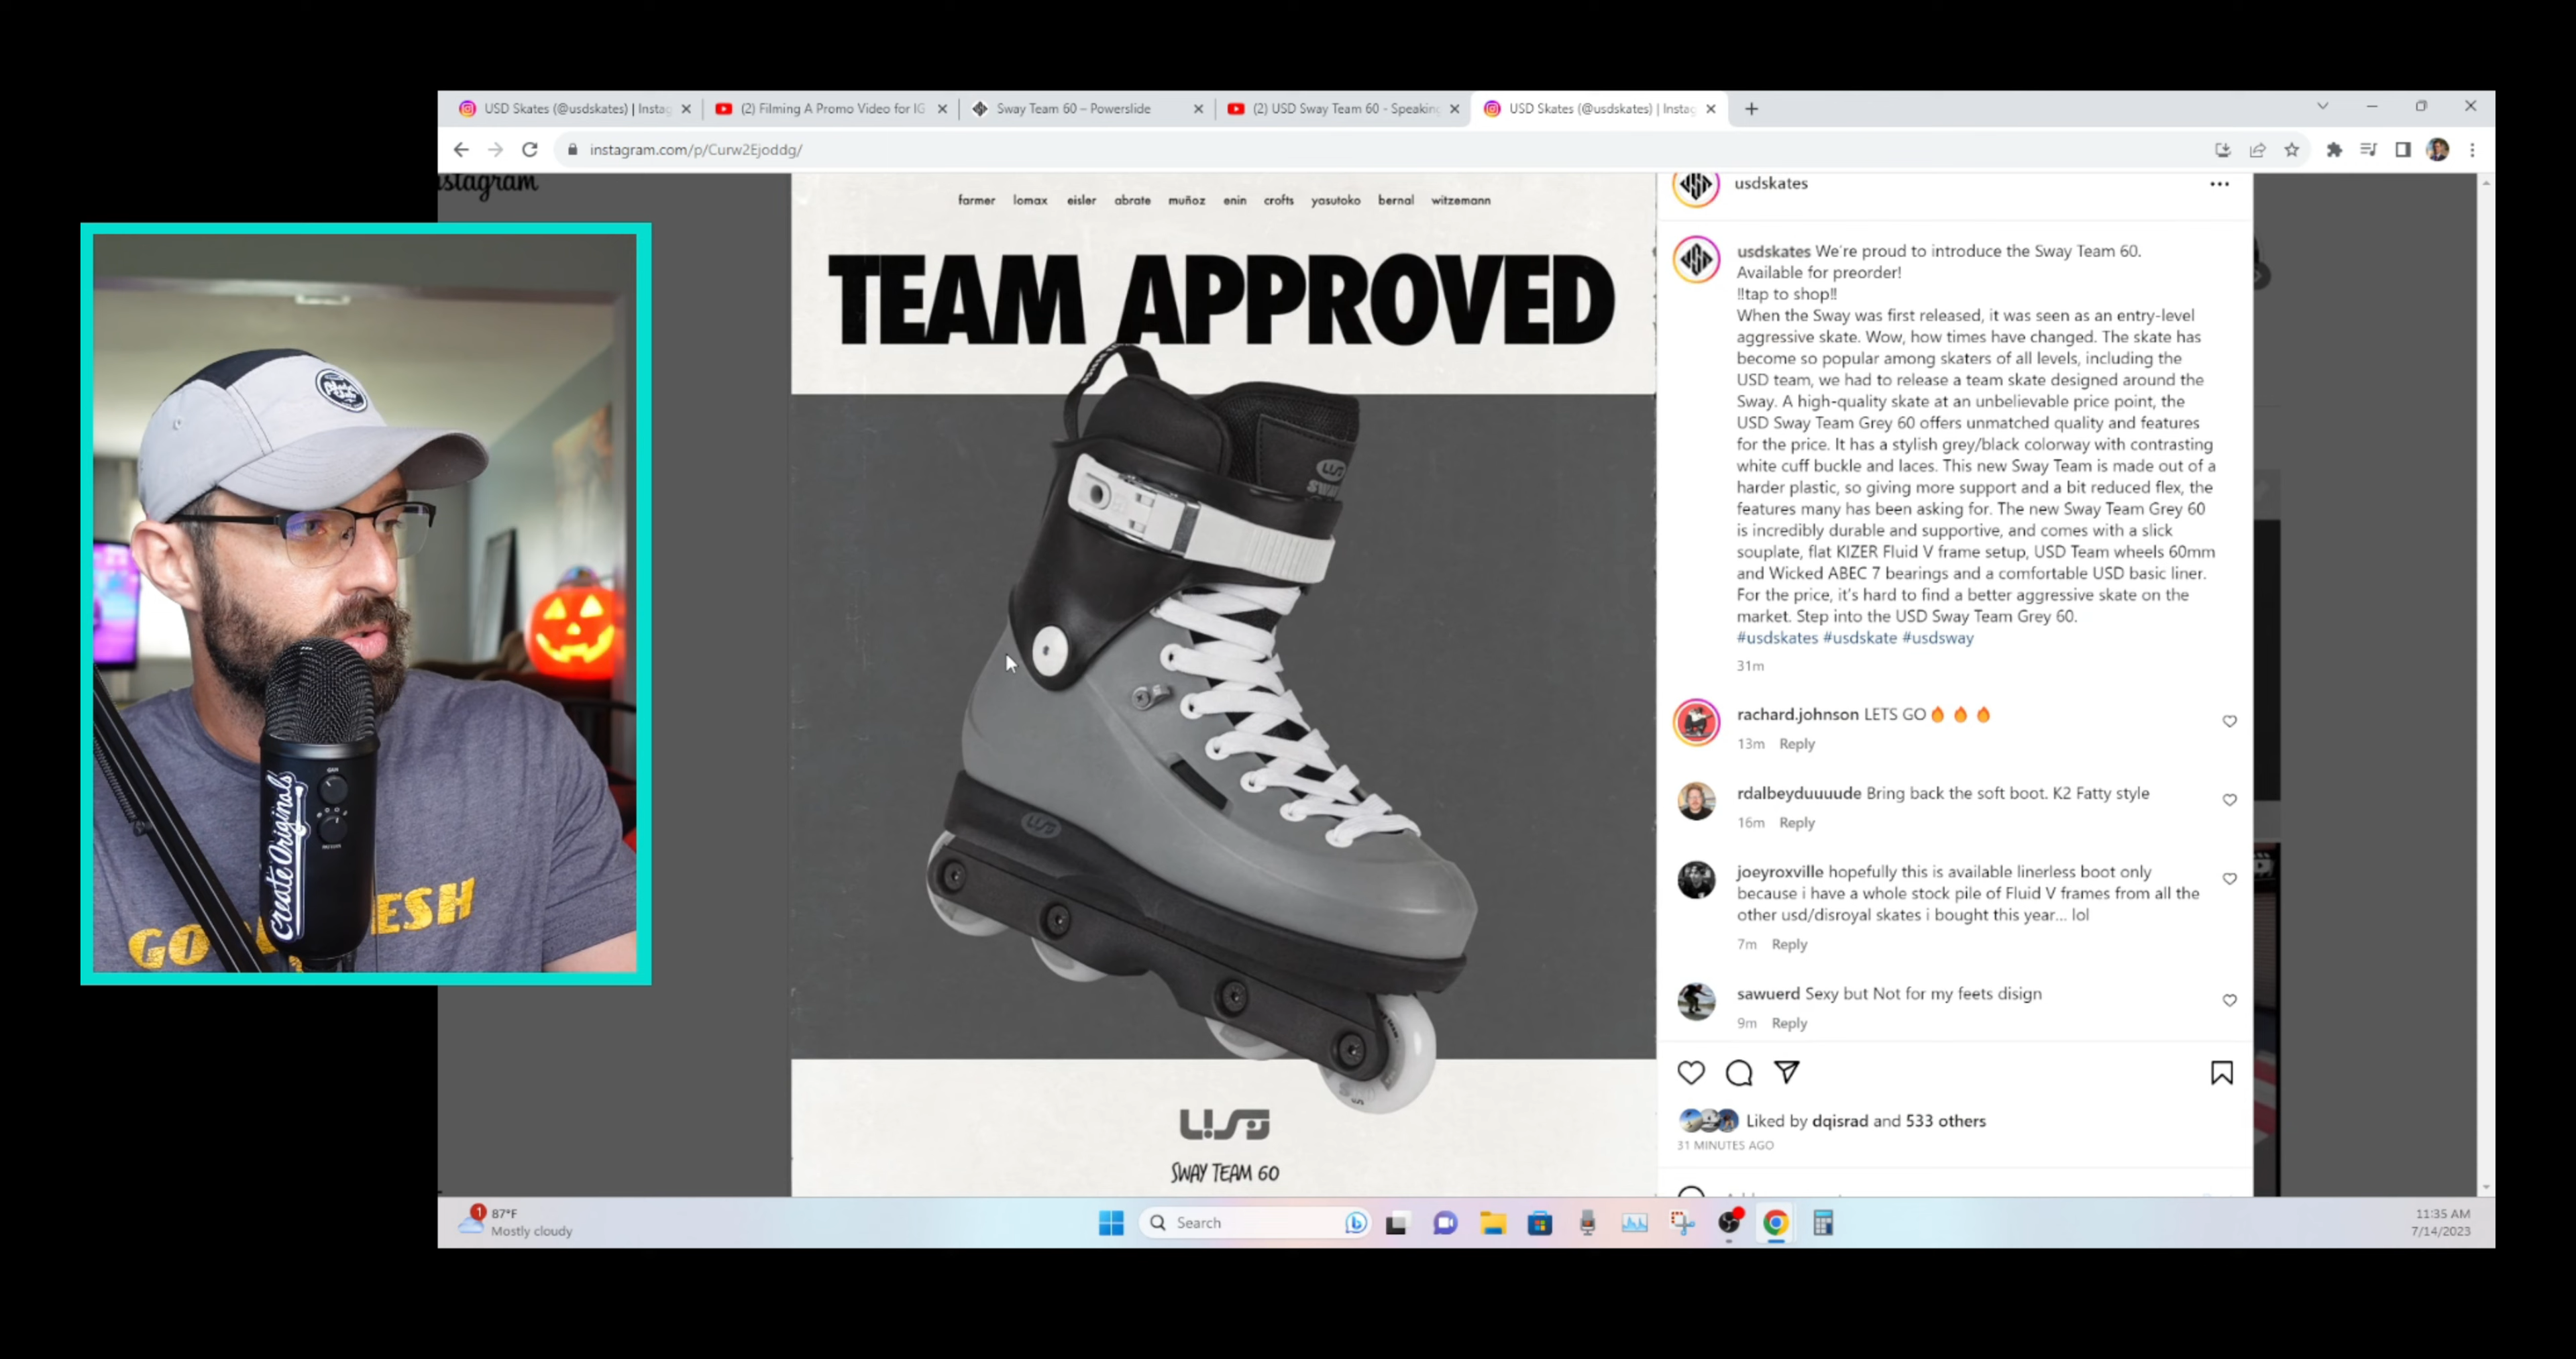 USD Skates (@usdskates) | Instag
(2) Filming A Promo Video for IG
Sway Team 60 – Powerslide
(2) USD Sway Team 60 - Speaking
USD Skates (@usdskates) | Instag
instagram.com/p/Curw2Ejoddg/
stagram
farmer lomax eisler abrate muñoz enin crofts yasutoko bernal witzemann
TEAM APPROVED
USD
SWAY
USD
USD
SWAY TEAM 60
usdskates
usdskates We're proud to introduce the Sway Team 60.
Available for preorder!
!!tap to shop!!
When the Sway was first released, it was seen as an entry-level
aggressive skate. Wow, how times have changed. The skate has
become so popular among skaters of all levels, including the
USD team, we had to release a team skate designed around the
Sway. A high-quality skate at an unbelievable price point, the
USD Sway Team Grey 60 offers unmatched quality and features
for the price. It has a stylish grey/black colorway with contrasting
white cuff buckle and laces. This new Sway Team is made out of a
harder plastic, so giving more support and a bit reduced flex, the
features many has been asking for. The new Sway Team Grey 60
is incredibly durable and supportive, and comes with a slick
souplate, flat KIZER Fluid V frame setup, USD Team wheels 60mm
and Wicked ABEC 7 bearings and a comfortable USD basic liner.
For the price, it's hard to find a better aggressive skate on the
market. Step into the USD Sway Team Grey 60.
#usdskates #usdskate #usdsway
31m
rachard.johnson LETS GO🔥🔥🔥
13m Reply
rdalbeyduuuude Bring back the soft boot. K2 Fatty style
16m Reply
joeyroxville hopefully this is available linerless boot only
because i have a whole stock pile of Fluid V frames from all the
other usd/disroyal skates i bought this year... lol
7m Reply
sawuerd Sexy but Not for my feets disign
9m Reply
Liked by dqisrad and 533 others
31 MINUTES AGO
Create Originals
GO ESH
1
87°F
Mostly cloudy
Search
11:35 AM
7/14/2023